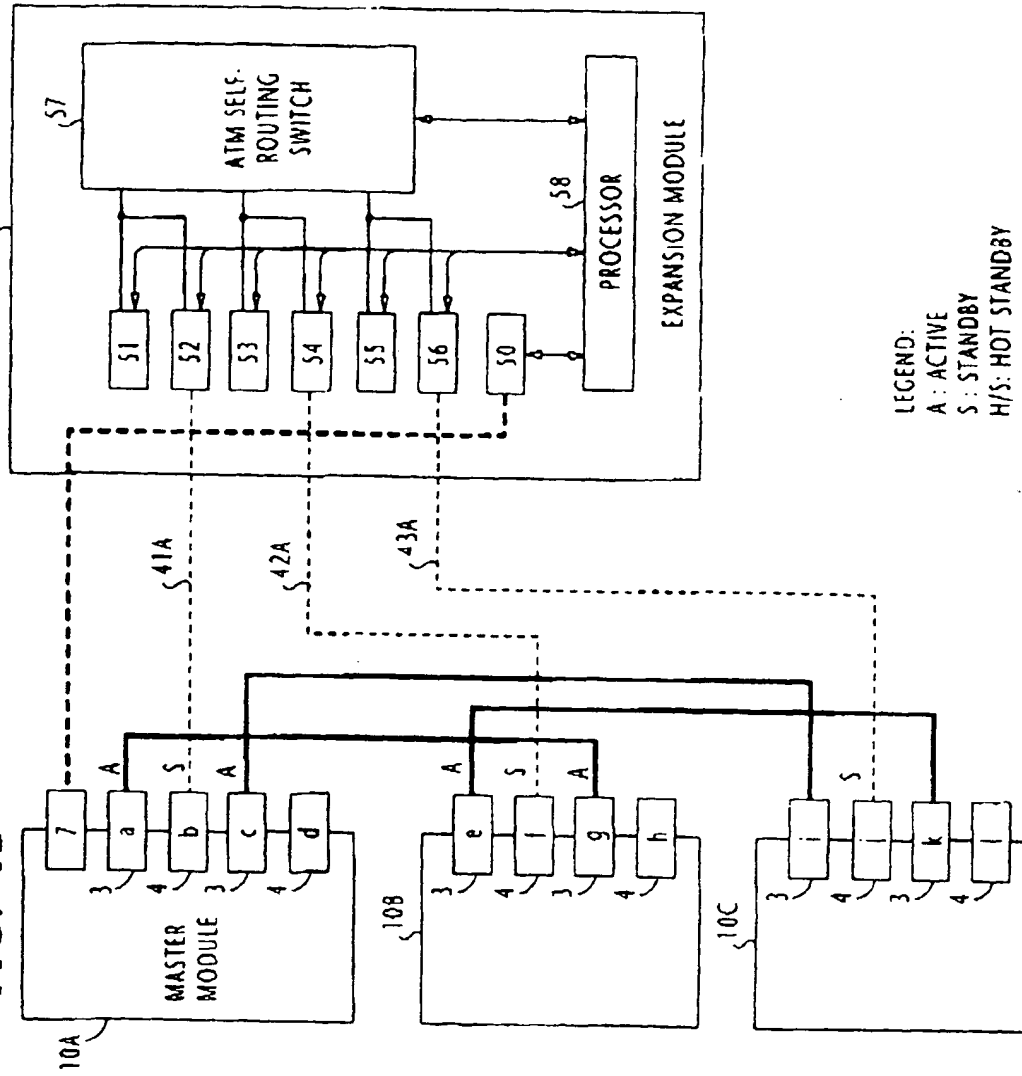 57
ATM SELF-
ROUTING
SWITCH
51
52
53
54
55
56
50
58
PROCESSOR
EXPANSION MODULE
41A
42A
43A
7
A
a
3
S
b
4
A
c
3
d
4
MASTER
MODULE
10A
A
e
3
S
f
4
A
g
3
h
4
10B
i
3
S
j
4
k
3
l
4
10C
LEGEND:
A : ACTIVE
S : STANDBY
H/S: HOT STANDBY